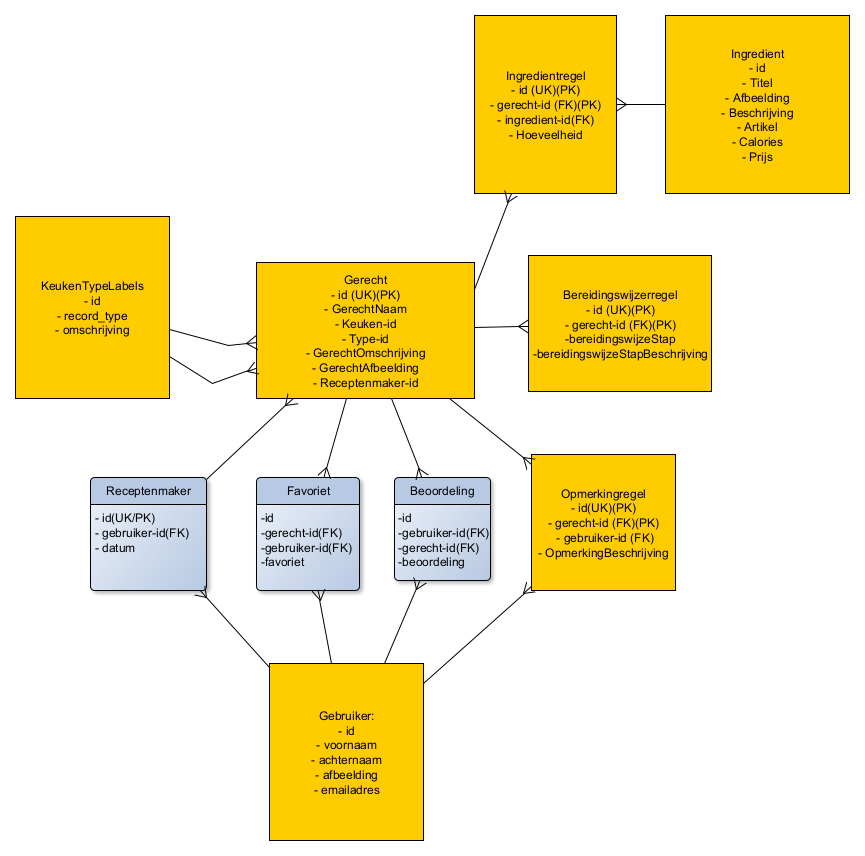 Ingredientregel
- id (UK)(PK)
- gerecht-id (FK)(PK)
- ingredient-id(FK)
- Hoeveelheid
Ingredient
- id
- Titel
- Afbeelding
- Beschrijving
- Artikel
- Calories
- Prijs
KeukenTypeLabels
- id
- record_type
- omschrijving
Gerecht
- id (UK)(PK)
- GerechtNaam
- Keuken-id
- Type-id
- GerechtOmschrijving
- GerechtAfbeelding
- Receptenmaker-id
Bereidingswijzerregel
- id (UK)(PK)
- gerecht-id (FK)(PK)
-bereidingswijzeStap
-bereidingswijzeStapBeschrijving
Receptenmaker
- id(UK/PK)
- gebruiker-id(FK)
- datum
Favoriet
-id
-gerecht-id(FK)
-gebruiker-id(FK)
-favoriet
Beoordeling
-id
-gebruiker-id(FK)
-gerecht-id(FK)
-beoordeling
Opmerkingregel
- id(UK)(PK)
- gerecht-id (FK)(PK)
- gebruiker-id (FK)
- OpmerkingBeschrijving
Gebruiker:
- id
- voornaam
- achternaam
- afbeelding
- emailadres